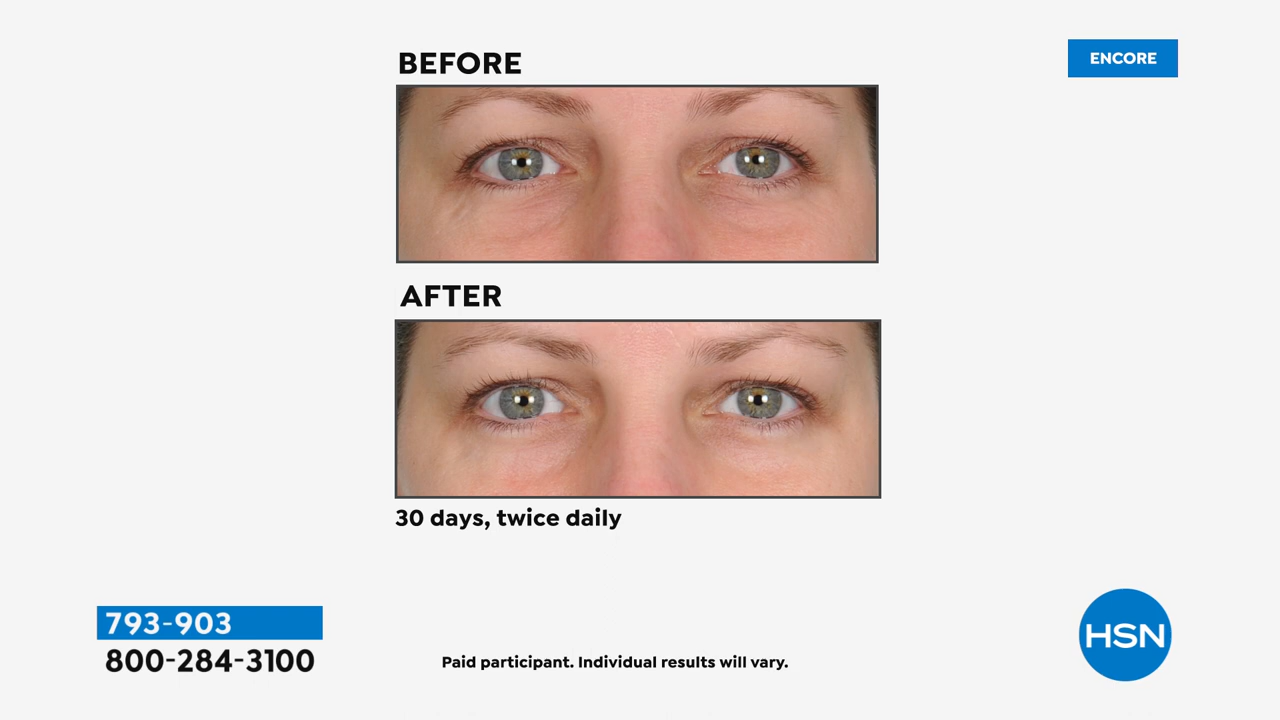 BEFORE
ENCORE
AFTER
30 days, twice daily
793-903
800-284-3100
Paid participant. Individual results will vary.
HSN